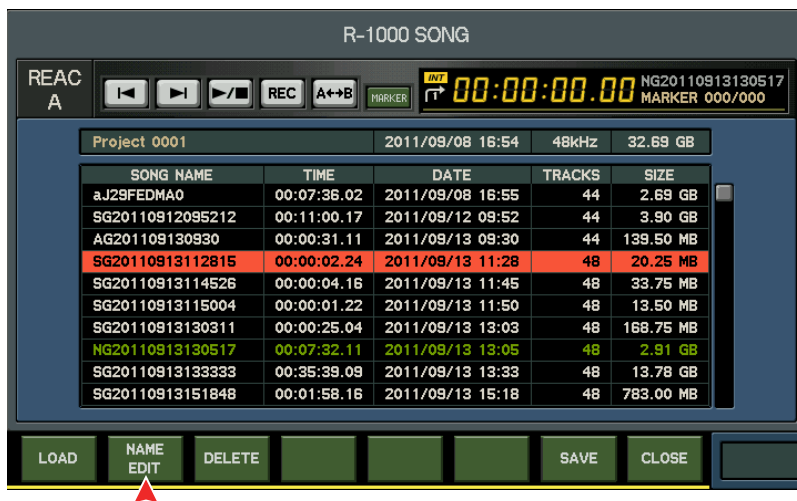 R-1000 SONG
REAC A
REC A↔B MARKER
INT 00:00:00.00
NG20110913130517
MARKER 000/000
Project 0001 2011/09/08 16:54 48kHz 32.69 GB
SONG NAME TIME DATE TRACKS SIZE
aJ29FEDMA0 00:07:36.02 2011/09/08 16:55 44 2.69 GB
SG20110912095212 00:11:00.17 2011/09/12 09:52 44 3.90 GB
AG201109130930 00:00:31.11 2011/09/13 09:30 44 139.50 MB
SG20110913112815 00:00:02.24 2011/09/13 11:28 48 20.25 MB
SG20110913114526 00:00:04.16 2011/09/13 11:45 48 33.75 MB
SG20110913115004 00:00:01.22 2011/09/13 11:50 48 13.50 MB
SG20110913130311 00:00:25.04 2011/09/13 13:03 48 168.75 MB
NG20110913130517 00:07:32.11 2011/09/13 13:05 48 2.91 GB
SG20110913133333 00:35:39.09 2011/09/13 13:33 48 13.78 GB
SG20110913151848 00:01:58.16 2011/09/13 15:18 48 783.00 MB
LOAD NAME EDIT DELETE SAVE CLOSE